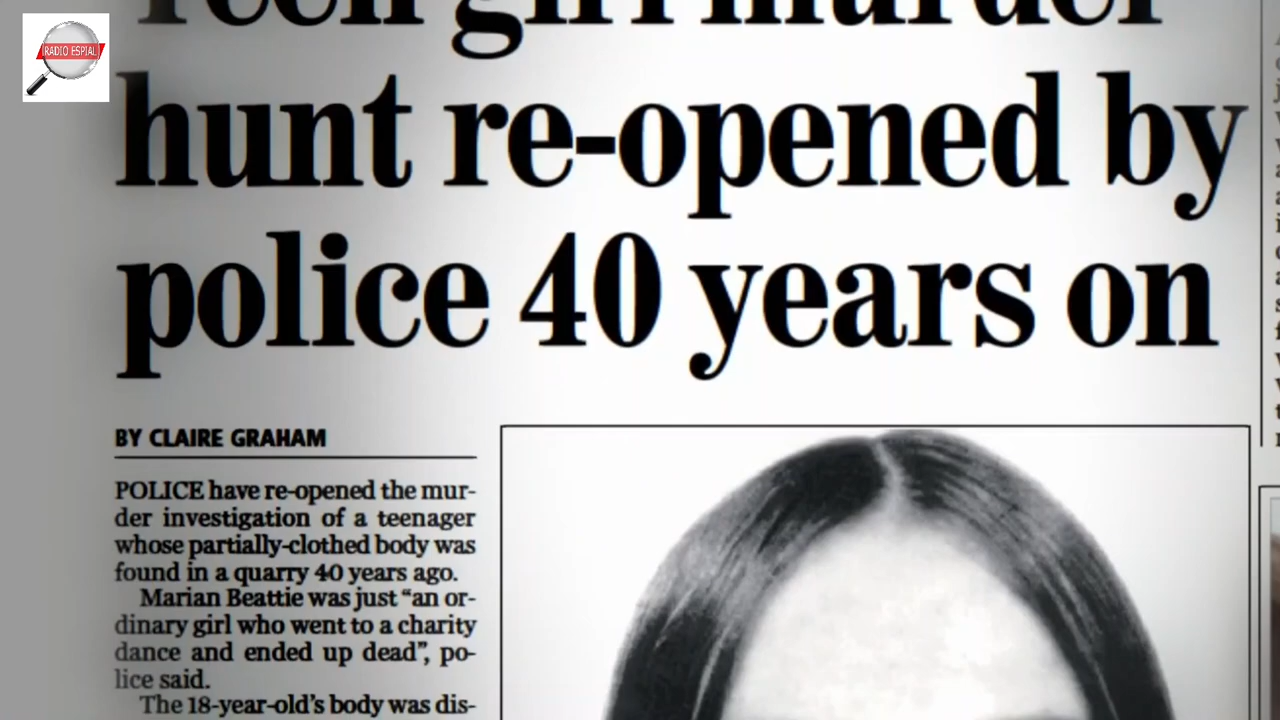 RADIO ESPIAL
Teen girl murder
hunt re-opened by
police 40 years on
BY CLAIRE GRAHAM
POLICE have re-opened the mur-
der investigation of a teenager
whose partially-clothed body was
found in a quarry 40 years ago.
Marian Beattie was just “an or-
dinary girl who went to a charity
dance and ended up dead”, po-
lice said.
The 18-year-old’s body was dis-